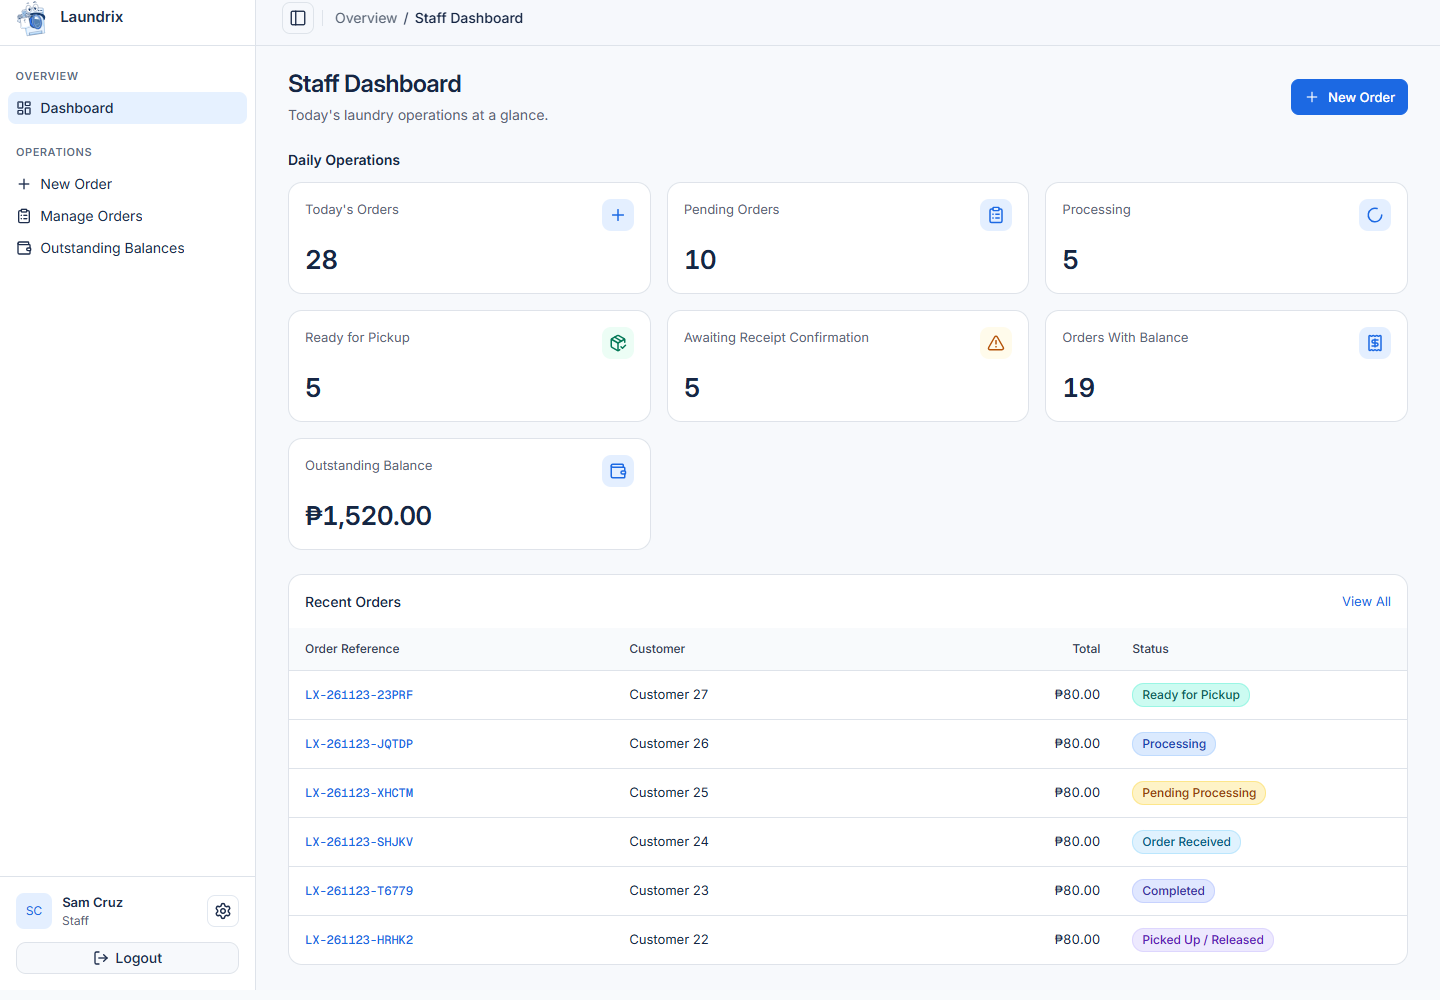 Laundrix
Overview / Staff Dashboard
OVERVIEW
Dashboard
OPERATIONS
New Order
Manage Orders
Outstanding Balances
Sam Cruz
SC
Staff
Logout
Staff Dashboard
Today's laundry operations at a glance.
New Order
Daily Operations
Today's Orders
28
Pending Orders
10
Processing
5
Ready for Pickup
5
Awaiting Receipt Confirmation
5
Orders With Balance
19
Outstanding Balance
₱1,520.00
Recent Orders
View All
Order Reference Customer Total Status
LX-261123-23PRF Customer 27 ₱80.00 Ready for Pickup
LX-261123-JQTDP Customer 26 ₱80.00 Processing
LX-261123-XHCTM Customer 25 ₱80.00 Pending Processing
LX-261123-SHJKV Customer 24 ₱80.00 Order Received
LX-261123-T6779 Customer 23 ₱80.00 Completed
LX-261123-HRHK2 Customer 22 ₱80.00 Picked Up / Released